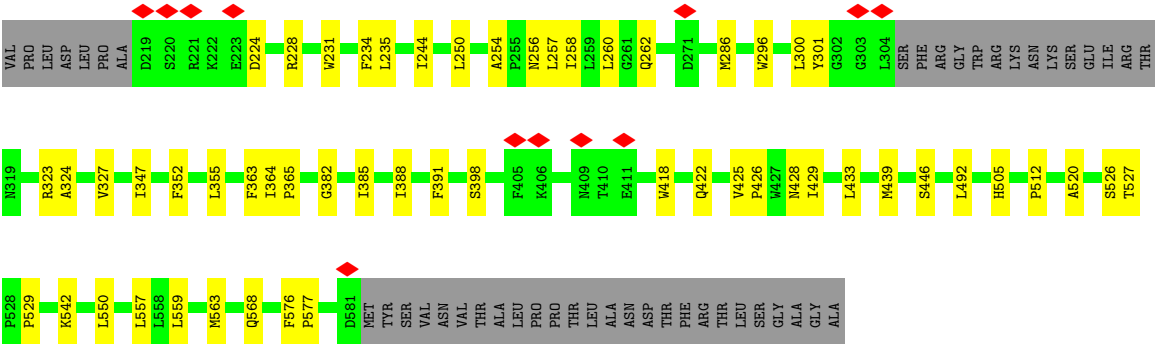 VAL PRO LEU ASP LEU PRO ALA D219 S220 R221 K222 E223 D224 R228 W231 F234 L235 I244 L250 A254 P255 N256 L257 I258 L259 L260 G261 Q262 D271 M286 W296 L300 Y301 G302 G303 L304 SER PHE ARG GLY TRP ARG LYS ASN LYS SER GLU ILE ARG THR
N319 R323 A324 V327 I347 F352 L355 F363 I364 P365 G382 I385 I388 F391 S398 F405 K406 N409 T410 E411 W418 Q422 V425 P426 W427 N428 I429 L433 M439 S446 L492 H505 P512 A520 S526 T527
P528 P529 K542 L550 L557 L558 L559 M563 Q568 F576 P577 D581 MET TYR SER VAL ASN VAL THR ALA LEU PRO PRO THR LEU ALA ASN ASP THR PHE ARG THR LEU SER GLY ALA GLY ALA